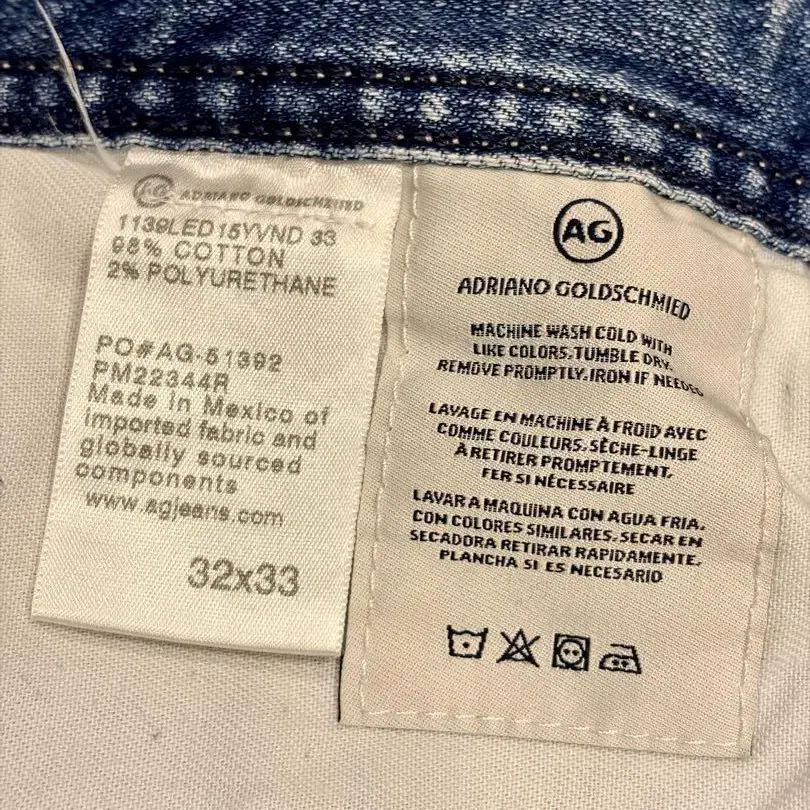 AG ADRIANO GOLDSCHMIED
1139LED15YVND 33
98% COTTON
2% POLYURETHANE
PO#AG-51392
PM22344R
Made in Mexico of
imported fabric and
globally sourced
components
www.agjeans.com
32x33
AG
ADRIANO GOLDSCHMIED
MACHINE WASH COLD WITH
LIKE COLORS. TUMBLE DRY.
REMOVE PROMPTLY. IRON IF NEEDED
LAVAGE EN MACHINE À FROID AVEC
COMME COULEURS. SÈCHE-LINGE
À RETIRER PROMPTEMENT.
FER SI NÉCESSAIRE
LAVAR A MAQUINA CON AGUA FRIA.
CON COLORES SIMILARES. SECAR EN
SECADORA RETIRAR RAPIDAMENTE.
PLANCHA SI ES NECESARIO